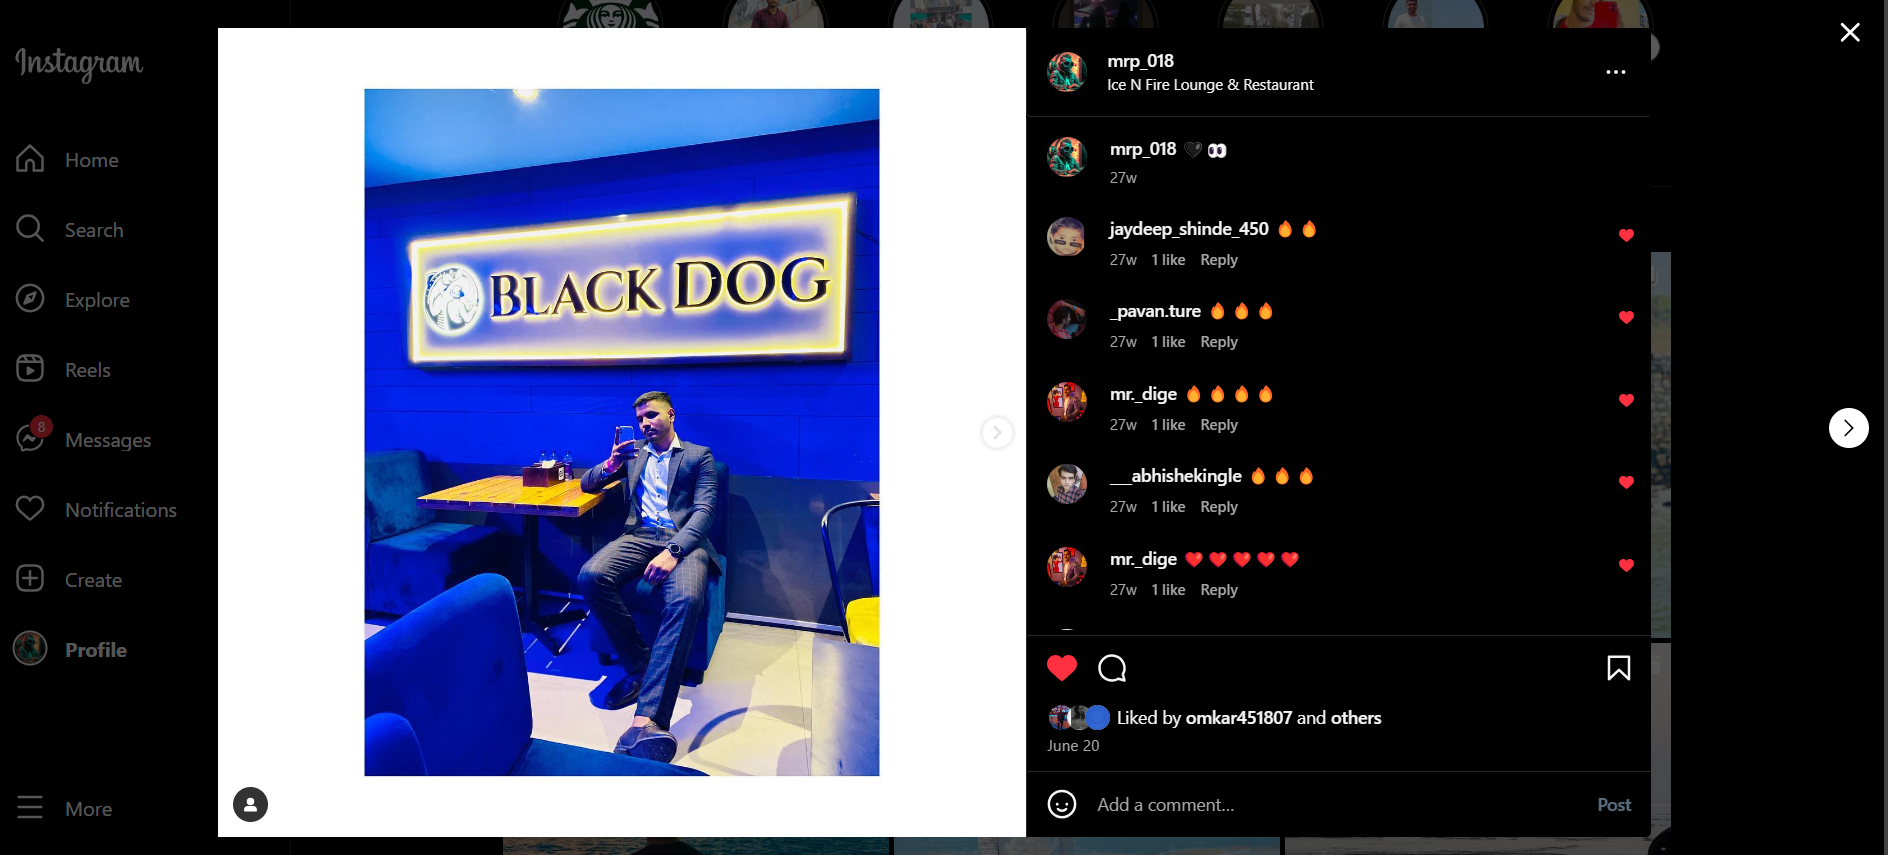 Instagram
Home
Search
Explore
Reels
8
Messages
Notifications
Create
Profile
More
BLACK DOG
mrp_018
Ice N Fire Lounge & Restaurant
mrp_018 🖤 👀
27w
jaydeep_shinde_450 🔥 🔥
27w 1 like Reply
_pavan.ture 🔥 🔥 🔥
27w 1 like Reply
mr._dige 🔥 🔥 🔥 🔥
27w 1 like Reply
___abhishekingle 🔥 🔥 🔥
27w 1 like Reply
mr._dige ❤️ ❤️ ❤️ ❤️ ❤️
27w 1 like Reply
Liked by omkar451807 and others
June 20
Add a comment...
Post